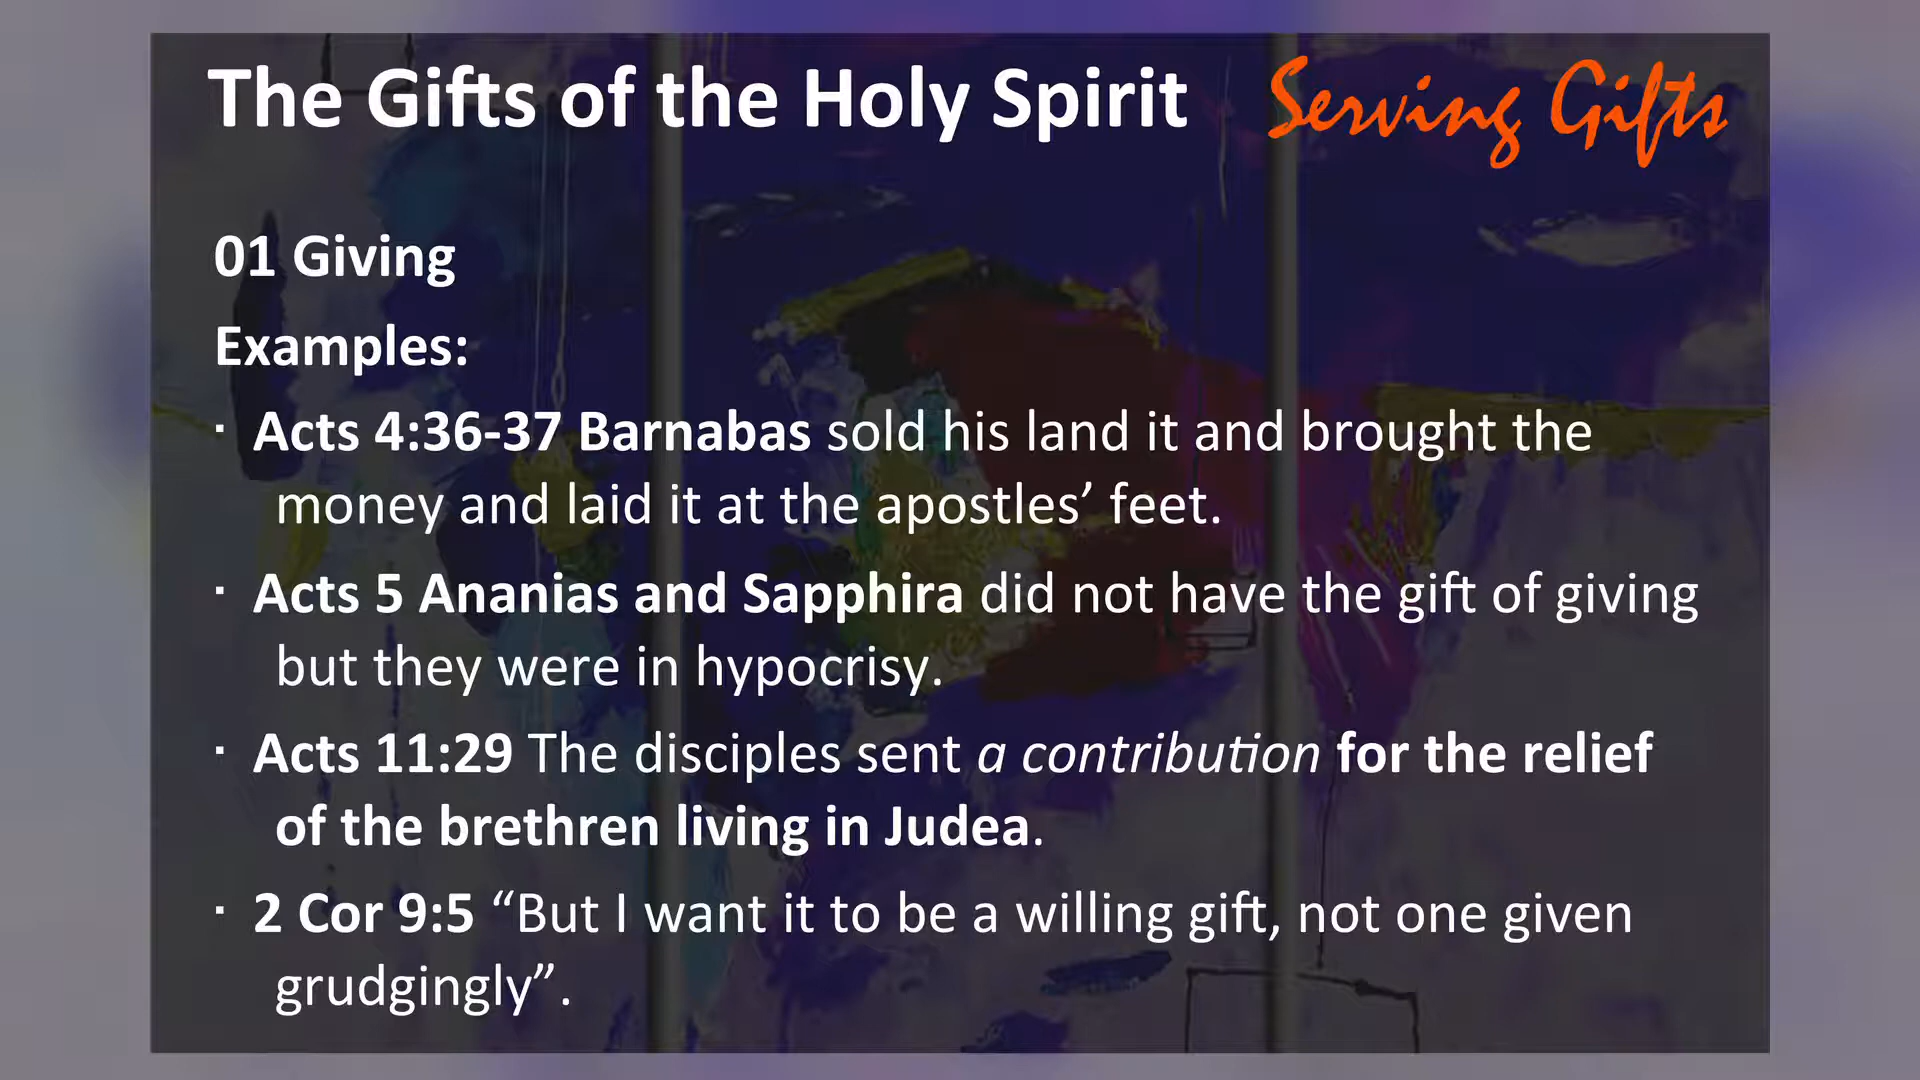 The Gifts of the Holy Spirit Serving Gifts
01 Giving
Examples:
· Acts 4:36-37 Barnabas sold his land it and brought the
money and laid it at the apostles’ feet.
· Acts 5 Ananias and Sapphira did not have the gift of giving
but they were in hypocrisy.
· Acts 11:29 The disciples sent a contribution for the relief
of the brethren living in Judea.
· 2 Cor 9:5 “But I want it to be a willing gift, not one given
grudgingly”.